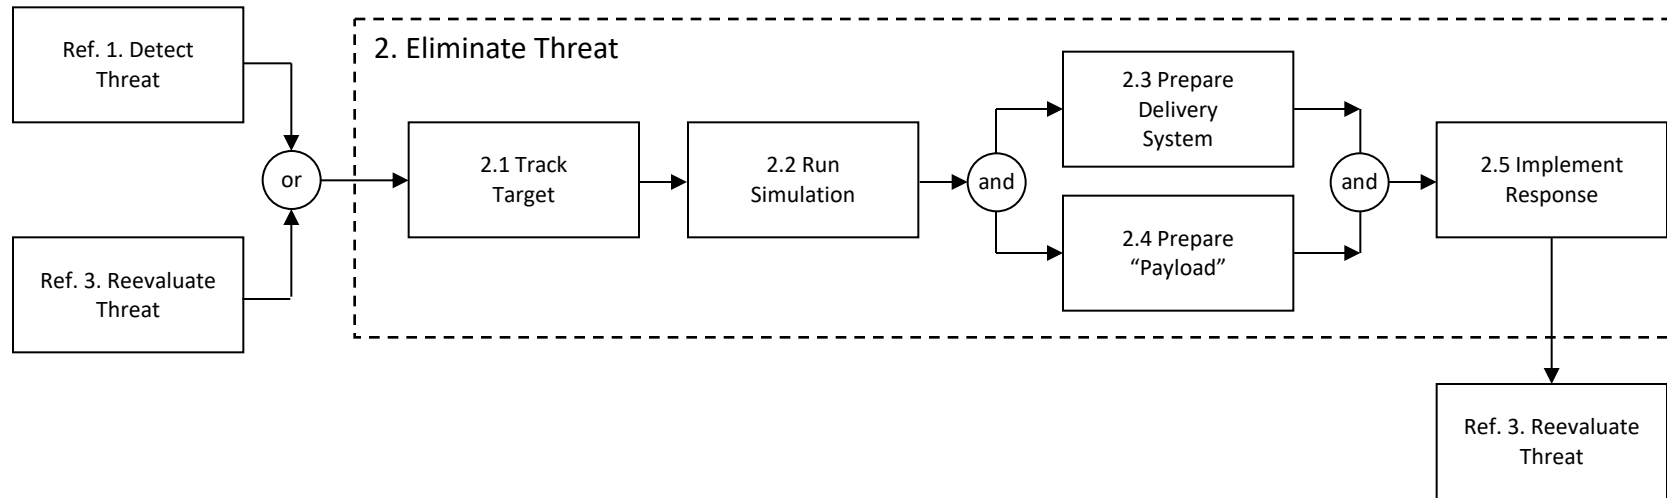 Ref. 1. Detect
Threat
2. Eliminate Threat
2.3 Prepare
Delivery
System
or
2.1 Track
Target
2.2 Run
Simulation
and
and
2.5 Implement
Response
2.4 Prepare
“Payload”
Ref. 3. Reevaluate
Threat
Ref. 3. Reevaluate
Threat